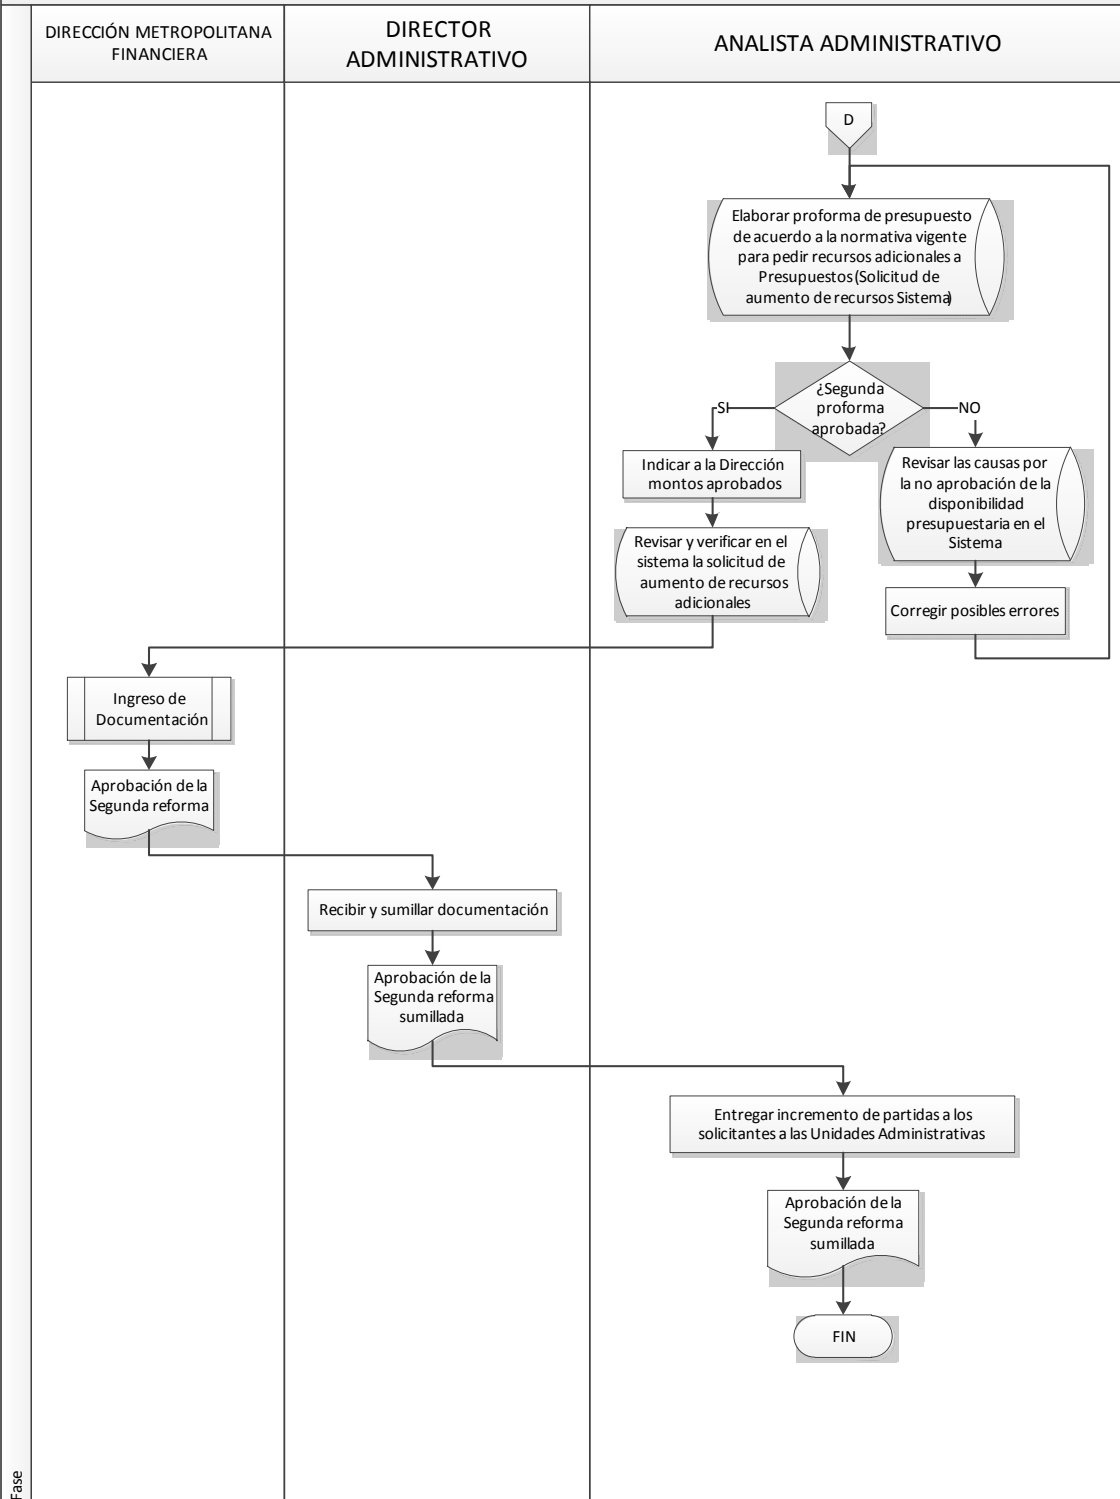 DIRECCIÓN METROPOLITANA
FINANCIERA
DIRECTOR
ADMINISTRATIVO
ANALISTA ADMINISTRATIVO
D
Elaborar proforma de presupuesto
de acuerdo a la normativa vigente
para pedir recursos adicionales a
Presupuestos (Solicitud de
aumento de recursos Sistema)
¿Segunda
proforma
aprobada?
SI
NO
Indicar a la Dirección
montos aprobados
Revisar las causas por
la no aprobación de la
disponibilidad
presupuestaria en el
Sistema
Revisar y verificar en el
sistema la solicitud de
aumento de recursos
adicionales
Corregir posibles errores
Ingreso de
Documentación
Aprobación de la
Segunda reforma
Recibir y sumillar documentación
Aprobación de la
Segunda reforma
sumillada
Entregar incremento de partidas a los
solicitantes a las Unidades Administrativas
Aprobación de la
Segunda reforma
sumillada
FIN
Fase